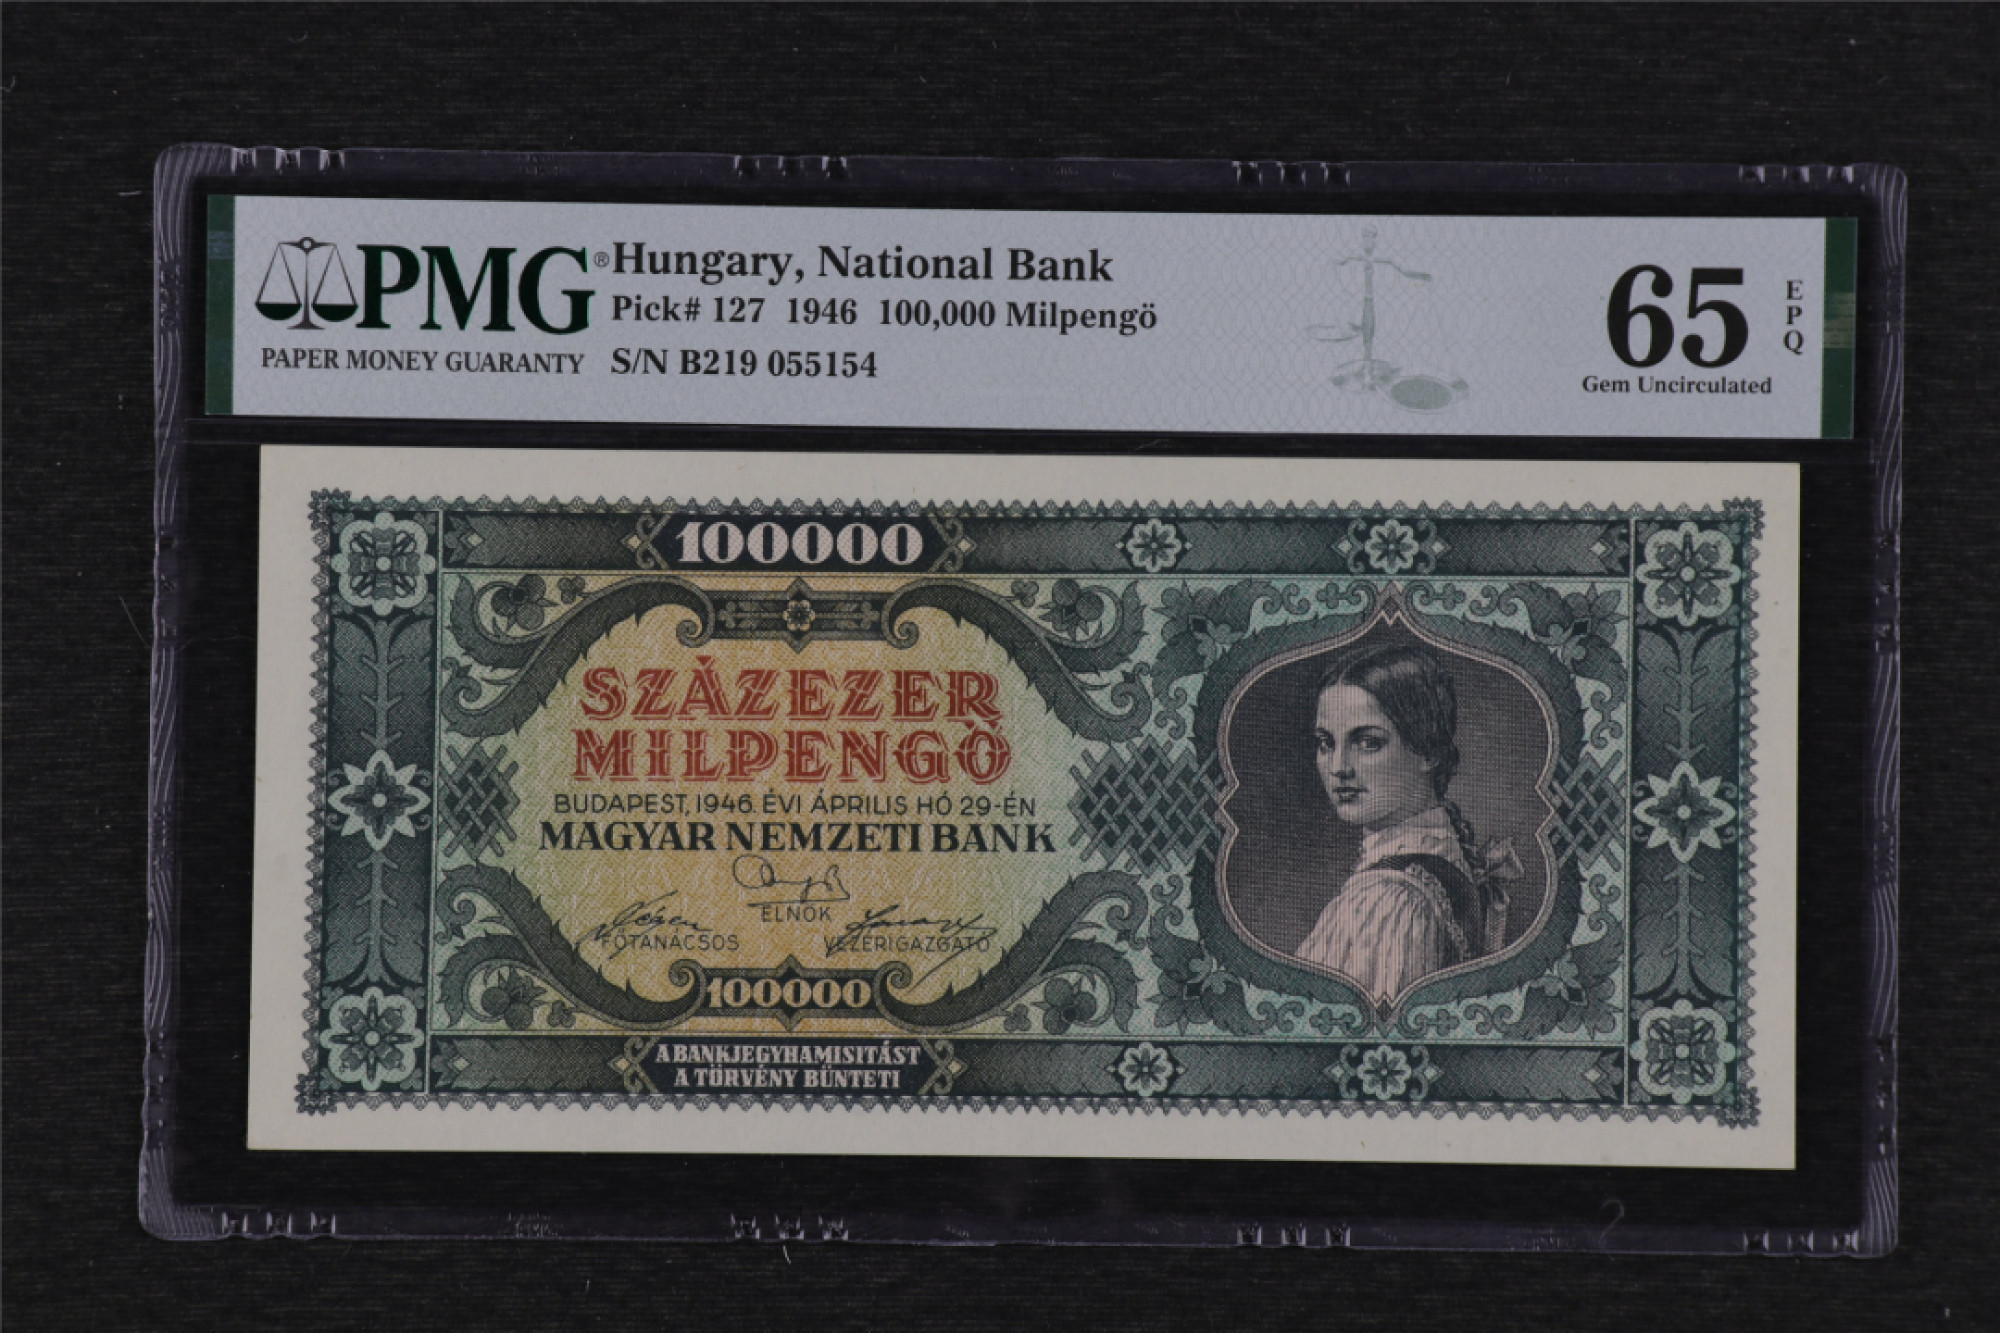 PMG®
PAPER MONEY GUARANTY
Hungary, National Bank
Pick# 127 1946 100,000 Milpengö
S/N B219 055154
65
EPQ
Gem Uncirculated
100000
SZÁZEZER
MILPENGŐ
BUDAPEST, 1946. ÉVI ÁPRILIS HÓ 29-ÉN
MAGYAR NEMZETI BANK
ELNÖK
FŐTANÁCSOS
VEZÉRIGAZGATÓ
100000
A BANKJEGYHAMISITÁST
A TÖRVÉNY BÜNTETI